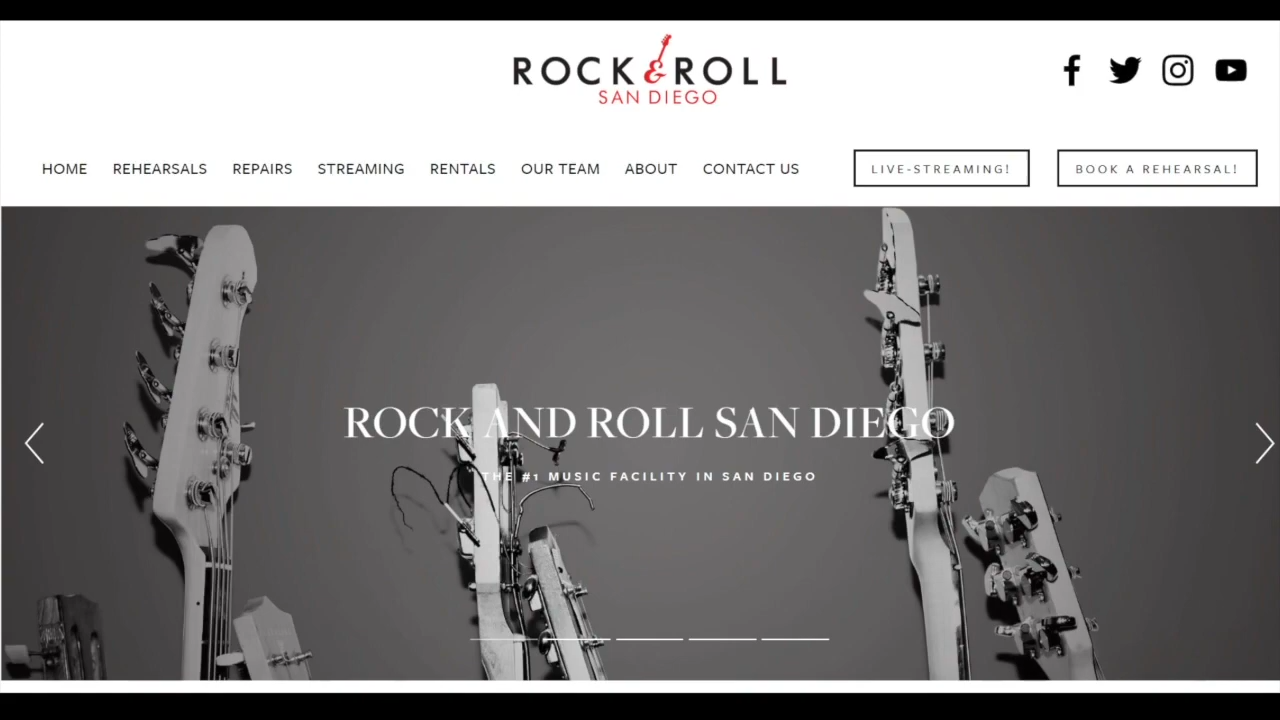 ROCK & ROLL
SAN DIEGO
HOME REHEARSALS REPAIRS STREAMING RENTALS OUR TEAM ABOUT CONTACT US LIVE-STREAMING! BOOK A REHEARSAL!
ROCK AND ROLL SAN DIEGO
THE #1 MUSIC FACILITY IN SAN DIEGO